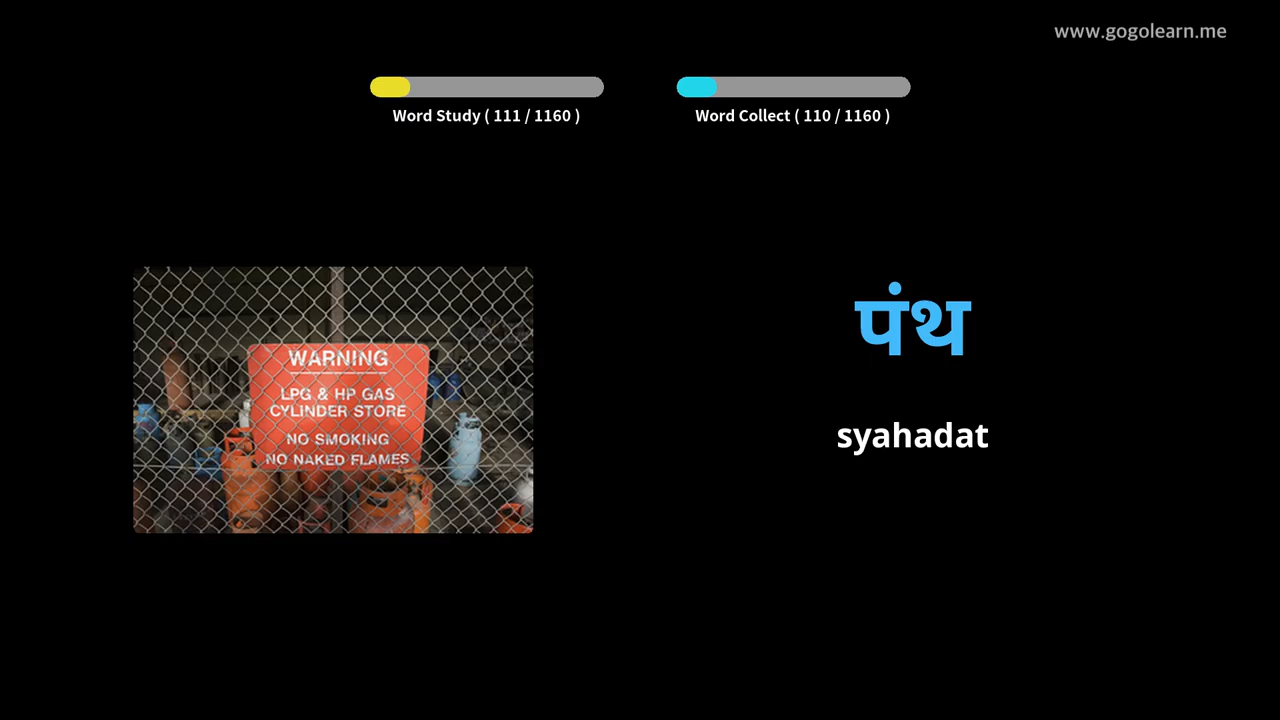 www.gogolearn.me
Word Study ( 111 / 1160 )
Word Collect ( 110 / 1160 )
WARNING
LPG & HP GAS
CYLINDER STORE
NO SMOKING
NO NAKED FLAMES
पंथ
syahadat